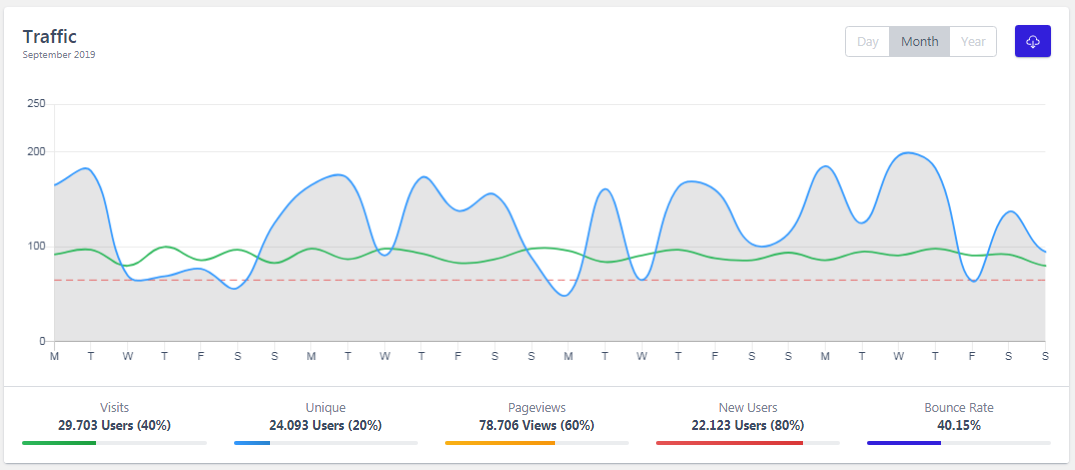 Traffic
September 2019
Day Month Year
250
200
100
0
M T W T F S S M T W T F S S M T W T F S S M T W T F S S
Visits Unique Pageviews New Users Bounce Rate
29.703 Users (40%) 24.093 Users (20%) 78.706 Views (60%) 22.123 Users (80%) 40.15%